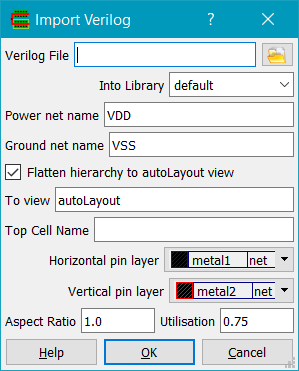 Import Verilog ? ×
Verilog File
Into Library default
Power net name VDD
Ground net name VSS
Flatten hierarchy to autoLayout view
To view autoLayout
Top Cell Name
Horizontal pin layer metal1 net
Vertical pin layer metal2 net
Aspect Ratio 1.0 Utilisation 0.75
Help OK Cancel